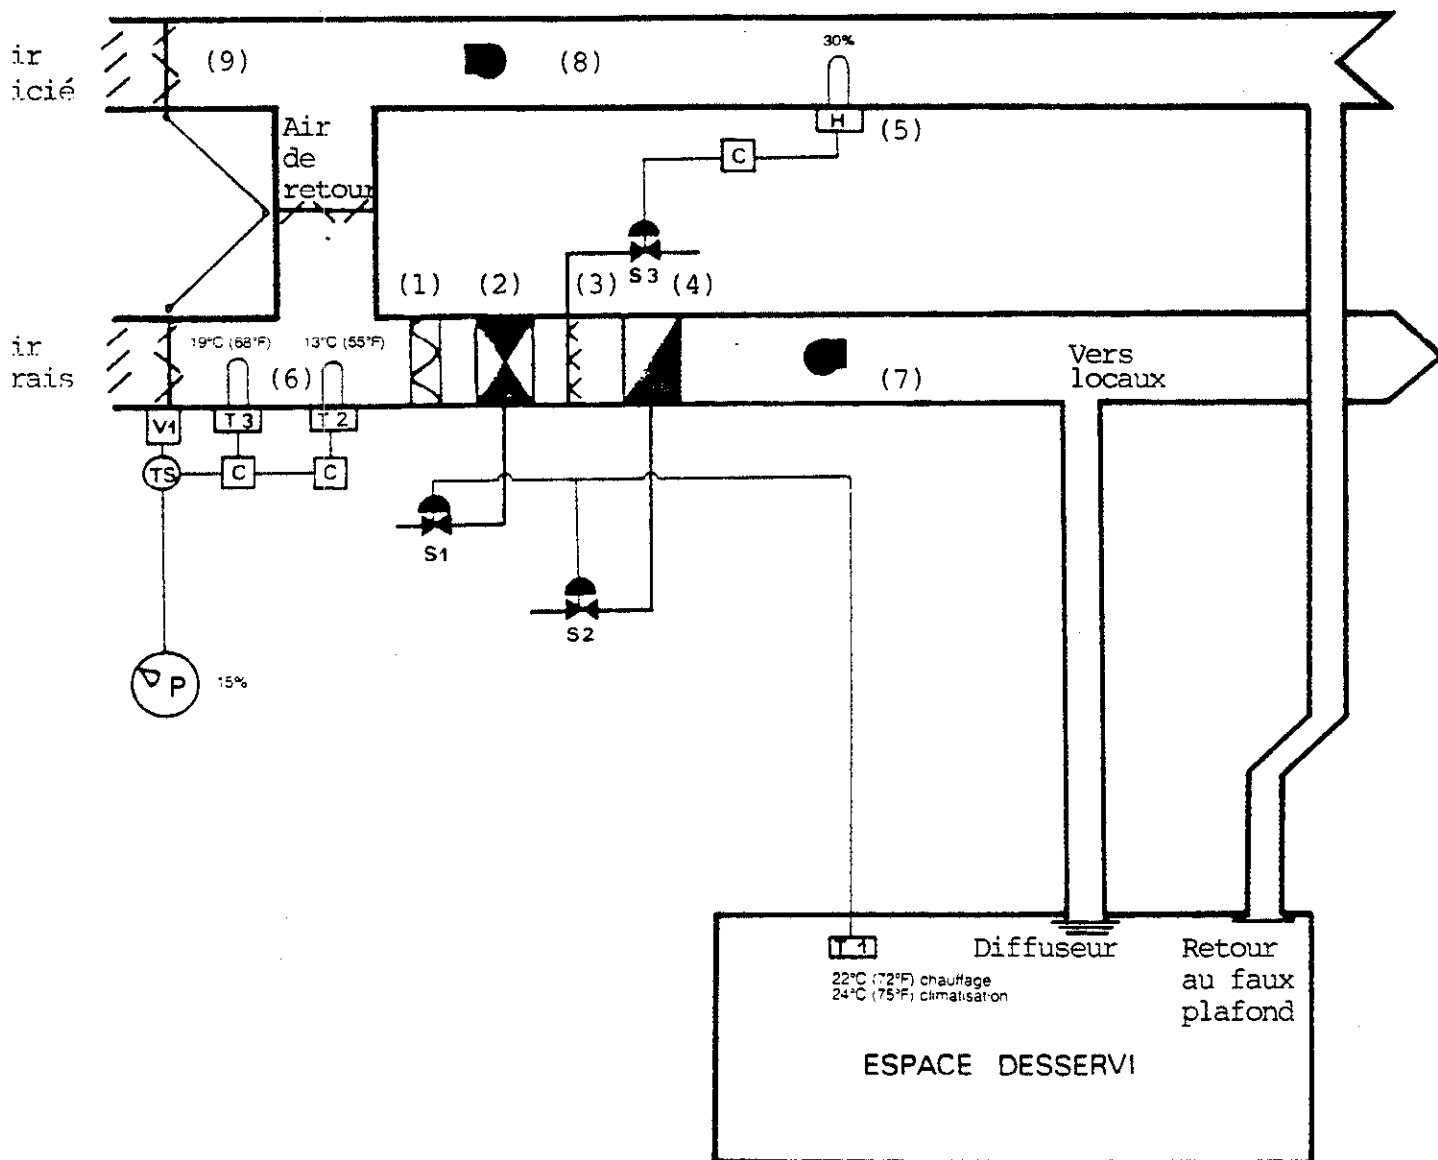 ir
icié
(9)
(8)
30%
H
(5)
C
Air
de
retour
S3
(1)
(2)
(3)
(4)
ir
rais
19°C (68°F)
13°C (55°F)
(6)
(7)
Vers
locaux
V1
T3
T2
TS
C
C
S1
S2
P
15%
T1
22°C (72°F) chauffage
24°C (75°F) climatisation
Diffuseur
Retour
au faux
plafond
ESPACE DESSERVI